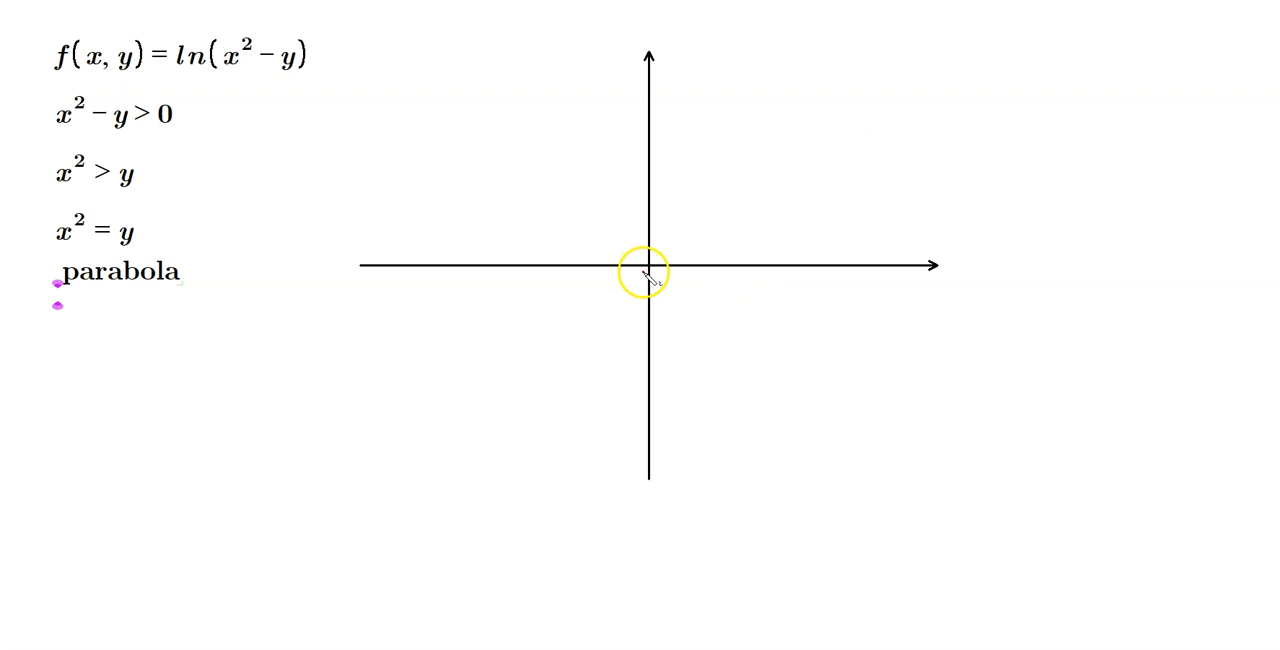 f(x, y) = ln(x² − y)
x² − y > 0
x² > y
x² = y
parabola